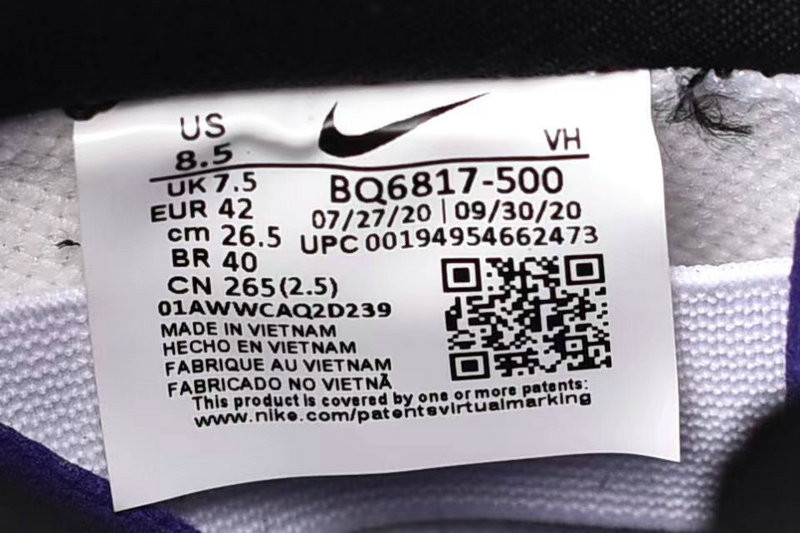 US
8.5
VH
UK 7.5
EUR 42
cm 26.5
BR 40
CN 265(2.5)
BQ6817-500
07/27/20 | 09/30/20
UPC 00194954662473
01AWWCAQ2D239
MADE IN VIETNAM
HECHO EN VIETNAM
FABRIQUE AU VIETNAM
FABRICADO NO VIETNÃ
This product is covered by one or more patents:
www.nike.com/patentsvirtualmarking